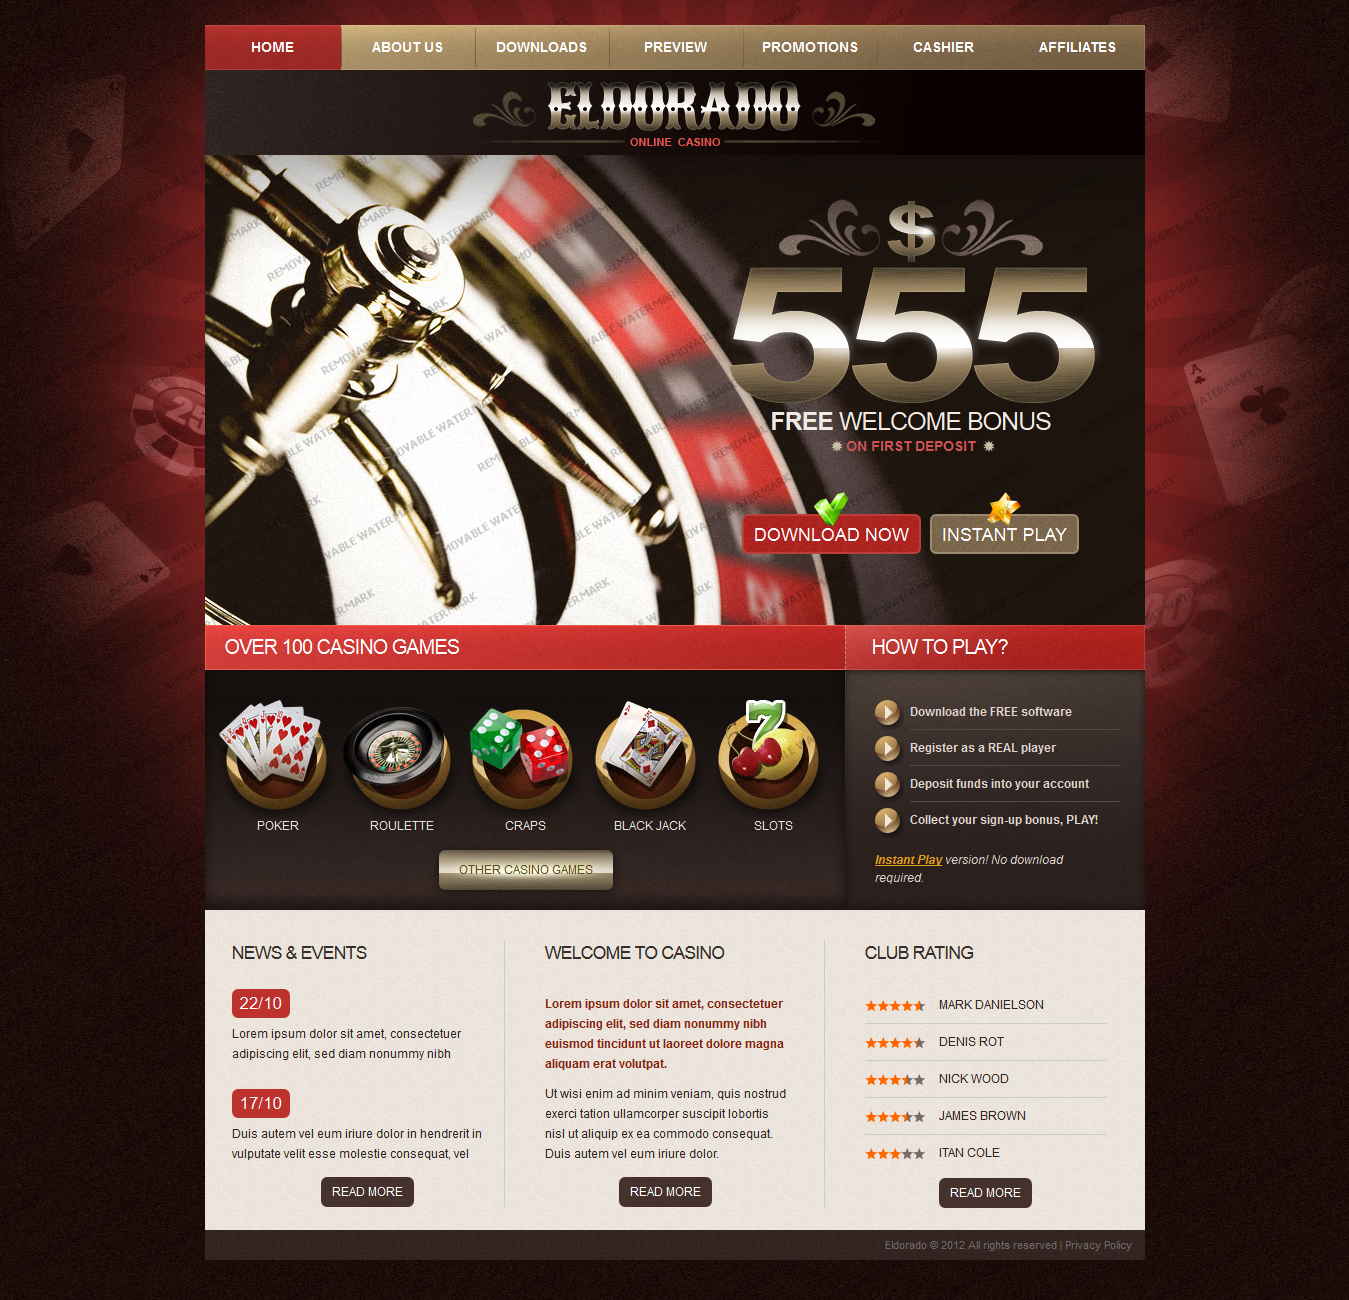 HOME
ABOUT US
DOWNLOADS
PREVIEW
PROMOTIONS
CASHIER
AFFILIATES
ELDORADO
ONLINE CASINO
$
555
FREE WELCOME BONUS
ON FIRST DEPOSIT
DOWNLOAD NOW
INSTANT PLAY
REMOVABLE WATERMARK
25
OVER 100 CASINO GAMES
POKER
ROULETTE
CRAPS
BLACK JACK
SLOTS
OTHER CASINO GAMES
HOW TO PLAY?
Download the FREE software
Register as a REAL player
Deposit funds into your account
Collect your sign-up bonus, PLAY!
Instant Play version! No download
required.
NEWS & EVENTS
22/10
Lorem ipsum dolor sit amet, consectetuer
adipiscing elit, sed diam nonummy nibh
17/10
Duis autem vel eum iriure dolor in hendrerit in
vulputate velit esse molestie consequat, vel
READ MORE
WELCOME TO CASINO
Lorem ipsum dolor sit amet, consectetuer
adipiscing elit, sed diam nonummy nibh
euismod tincidunt ut laoreet dolore magna
aliquam erat volutpat.
Ut wisi enim ad minim veniam, quis nostrud
exerci tation ullamcorper suscipit lobortis
nisl ut aliquip ex ea commodo consequat.
Duis autem vel eum iriure dolor.
READ MORE
CLUB RATING
MARK DANIELSON
DENIS ROT
NICK WOOD
JAMES BROWN
ITAN COLE
READ MORE
Eldorado © 2012 All rights reserved | Privacy Policy